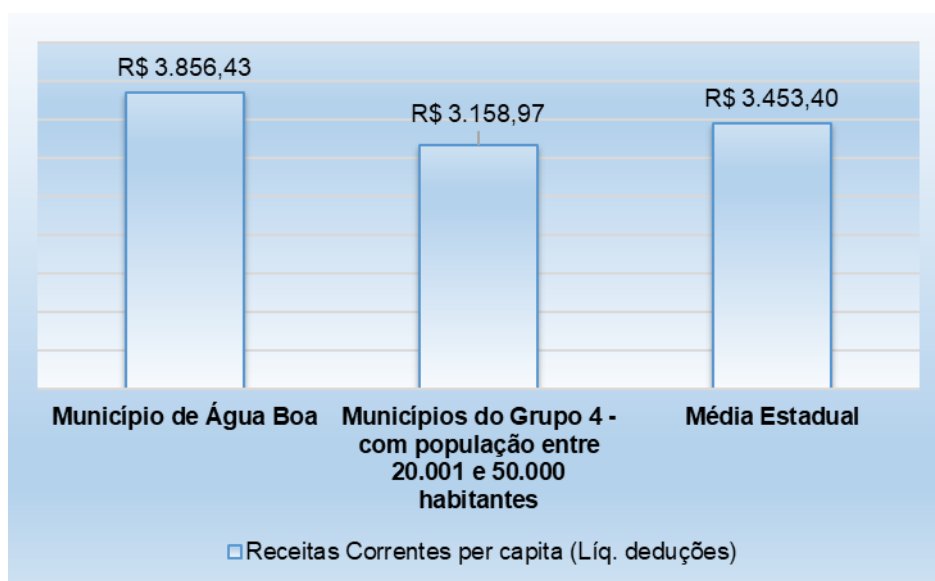 R$ 3.856,43
R$ 3.158,97
R$ 3.453,40
Município de Água Boa
Municípios do Grupo 4 -
com população entre
20.001 e 50.000
habitantes
Média Estadual
Receitas Correntes per capita (Líq. deduções)